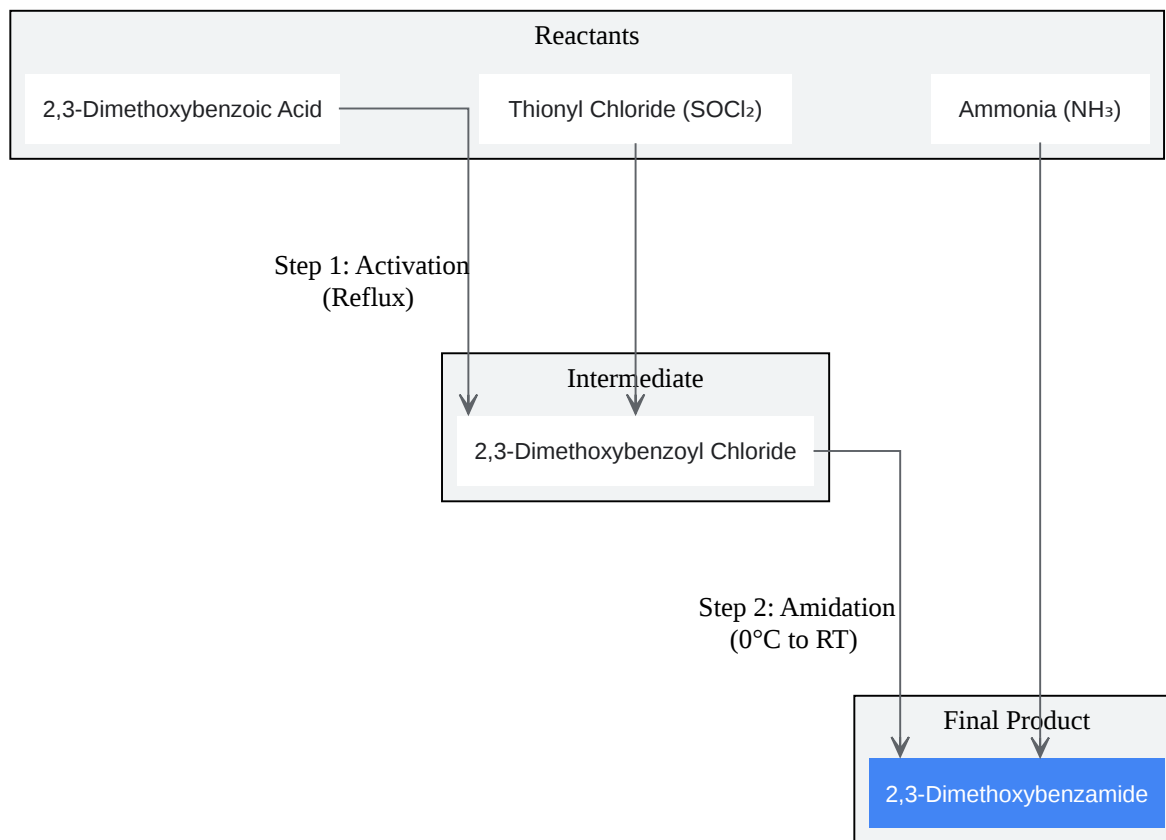 Reactants
2,3-Dimethoxybenzoic Acid
Thionyl Chloride (SOCl₂)
Ammonia (NH₃)
Step 1: Activation
(Reflux)
Intermediate
2,3-Dimethoxybenzoyl Chloride
Step 2: Amidation
(0°C to RT)
Final Product
2,3-Dimethoxybenzamide